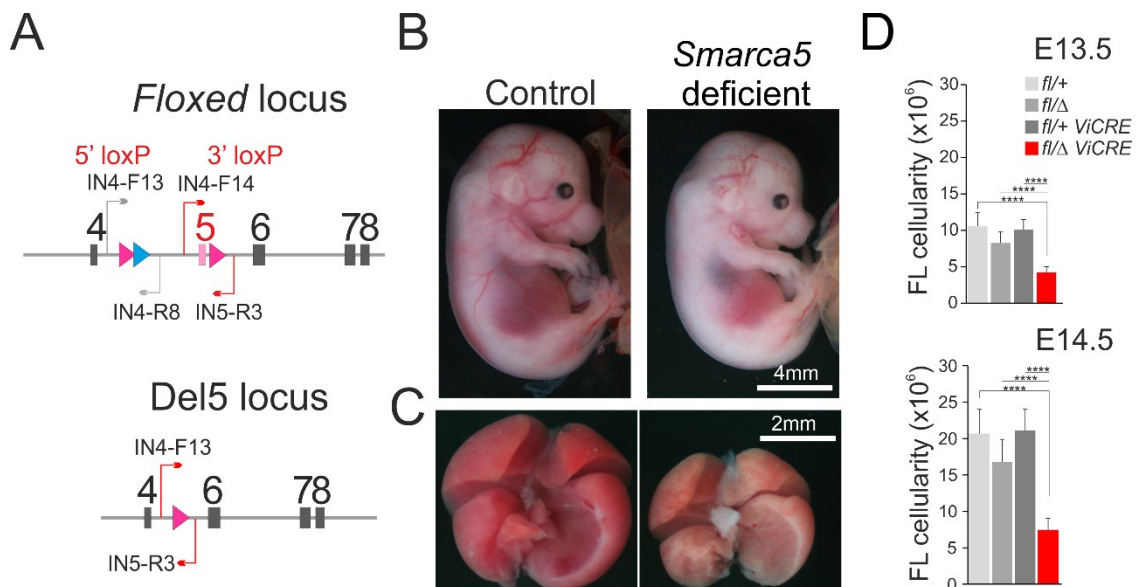 A
Floxed locus
5' loxP
3' loxP
IN4-F13
IN4-F14
4
5
6
78
IN4-R8
IN5-R3
Del5 locus
IN4-F13
4
6
78
IN5-R3
B
Control
Smarca5
deficient
4mm
C
2mm
D
E13.5
FL cellularity (x10⁶)
30
25
20
15
10
5
0
fl/+
fl/Δ
fl/+ ViCRE
fl/Δ ViCRE
****
****
****
E14.5
FL cellularity (x10⁶)
30
25
20
15
10
5
0
****
****
****